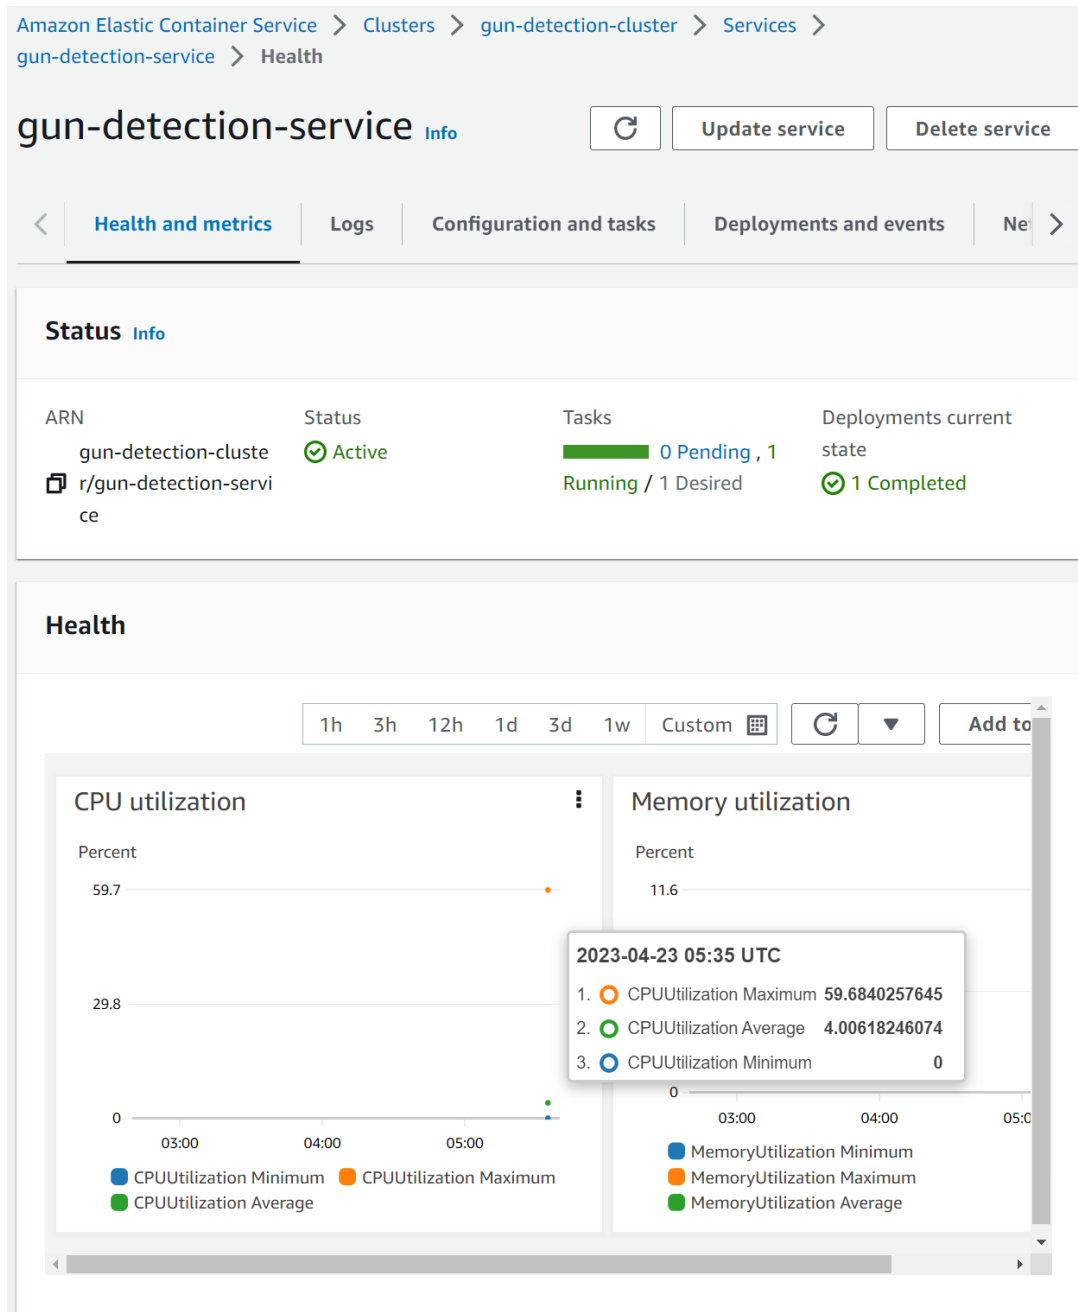 Amazon Elastic Container Service > Clusters > gun-detection-cluster > Services >
gun-detection-service > Health
gun-detection-service Info
Update service
Delete service
Health and metrics
Logs
Configuration and tasks
Deployments and events
Status Info
ARN
gun-detection-cluste
r/gun-detection-servi
ce
Status
Active
Tasks
0 Pending , 1
Running / 1 Desired
Deployments current
state
1 Completed
Health
1h 3h 12h 1d 3d 1w Custom
Add to
CPU utilization
Percent
59.7
29.8
0
03:00 04:00 05:00
CPUUtilization Minimum CPUUtilization Maximum
CPUUtilization Average
Memory utilization
Percent
11.6
2023-04-23 05:35 UTC
1. CPUUtilization Maximum 59.6840257645
2. CPUUtilization Average 4.00618246074
3. CPUUtilization Minimum 0
0
03:00 04:00 05:0
MemoryUtilization Minimum
MemoryUtilization Maximum
MemoryUtilization Average